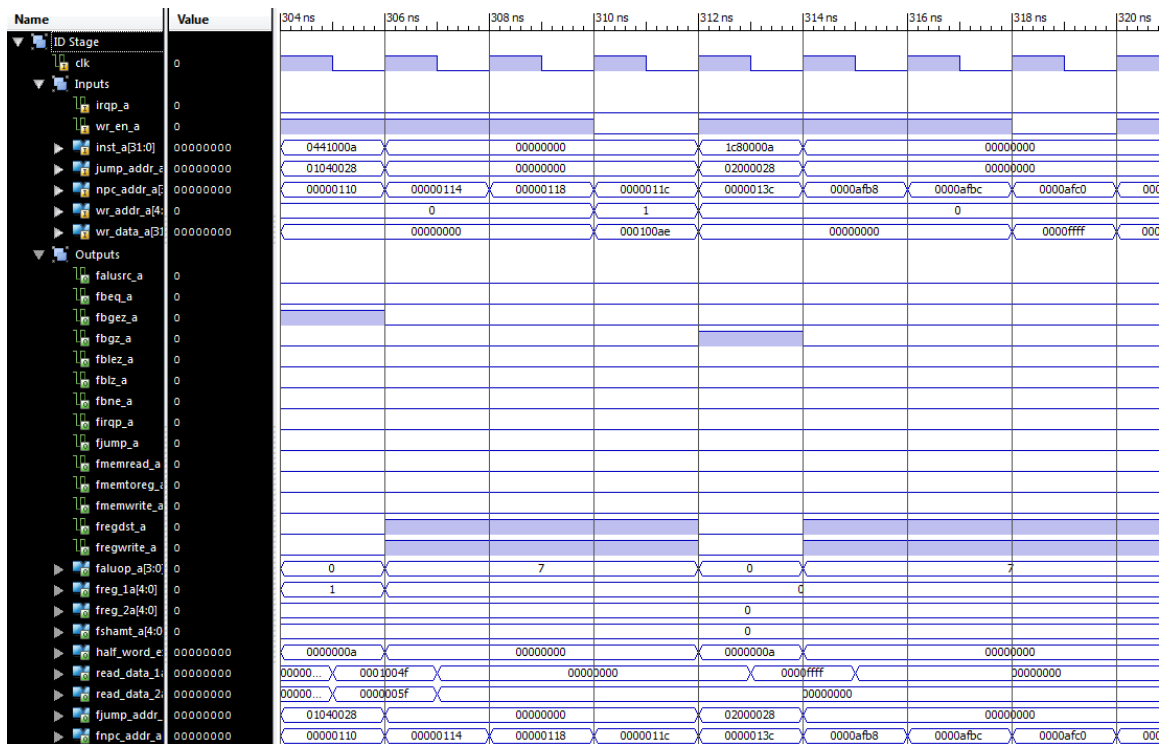 Name Value 304 ns 306 ns 308 ns 310 ns 312 ns 314 ns 316 ns 318 ns 320 ns
ID Stage
clk 0
Inputs
irqp_a 0
wr_en_a 0
inst_a[31:0] 00000000 0441000a 00000000 1c80000a 00000000
jump_addr_a 00000000 01040028 00000000 02000028 00000000
npc_addr_a[ 00000000 00000110 00000114 00000118 0000011c 0000013c 0000afb8 0000afbc 0000afc0 000
wr_addr_a[4: 0 0 1 0
wr_data_a[31 00000000 00000000 000100ae 00000000 0000ffff 000
Outputs
falusrc_a 0
fbeq_a 0
fbgez_a 0
fbgz_a 0
fblez_a 0
fblz_a 0
fbne_a 0
firqp_a 0
fjump_a 0
fmemread_a 0
fmemtoreg_a 0
fmemwrite_a 0
fregdst_a 0
fregwrite_a 0
faluop_a[3:0] 0 0 7 0 7
freg_1a[4:0] 0 1 0
freg_2a[4:0] 0 0
fshamt_a[4:0 0 0
half_word_e 00000000 0000000a 00000000 0000000a 00000000
read_data_1 00000000 00000... 0001004f 00000000 0000ffff 00000000
read_data_2 00000000 00000... 0000005f 00000000
fjump_addr_ 00000000 01040028 00000000 02000028 00000000
fnpc_addr_a 00000000 00000110 00000114 00000118 0000011c 0000013c 0000afb8 0000afbc 0000afc0 000